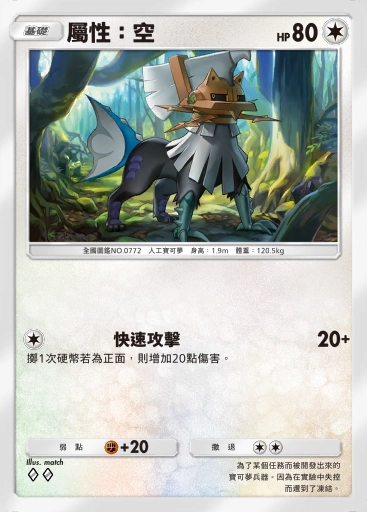 基礎 屬性：空 HP 80
全國圖鑑NO.0772 人工寶可夢 身高：1.9m 體重：120.5kg
快速攻擊 20+
擲1次硬幣若為正面，則增加20點傷害。
弱點 +20 撤退
Illus. match
為了某個任務而被開發出來的
寶可夢兵器。因為在實驗中失控
而遭到了凍結。